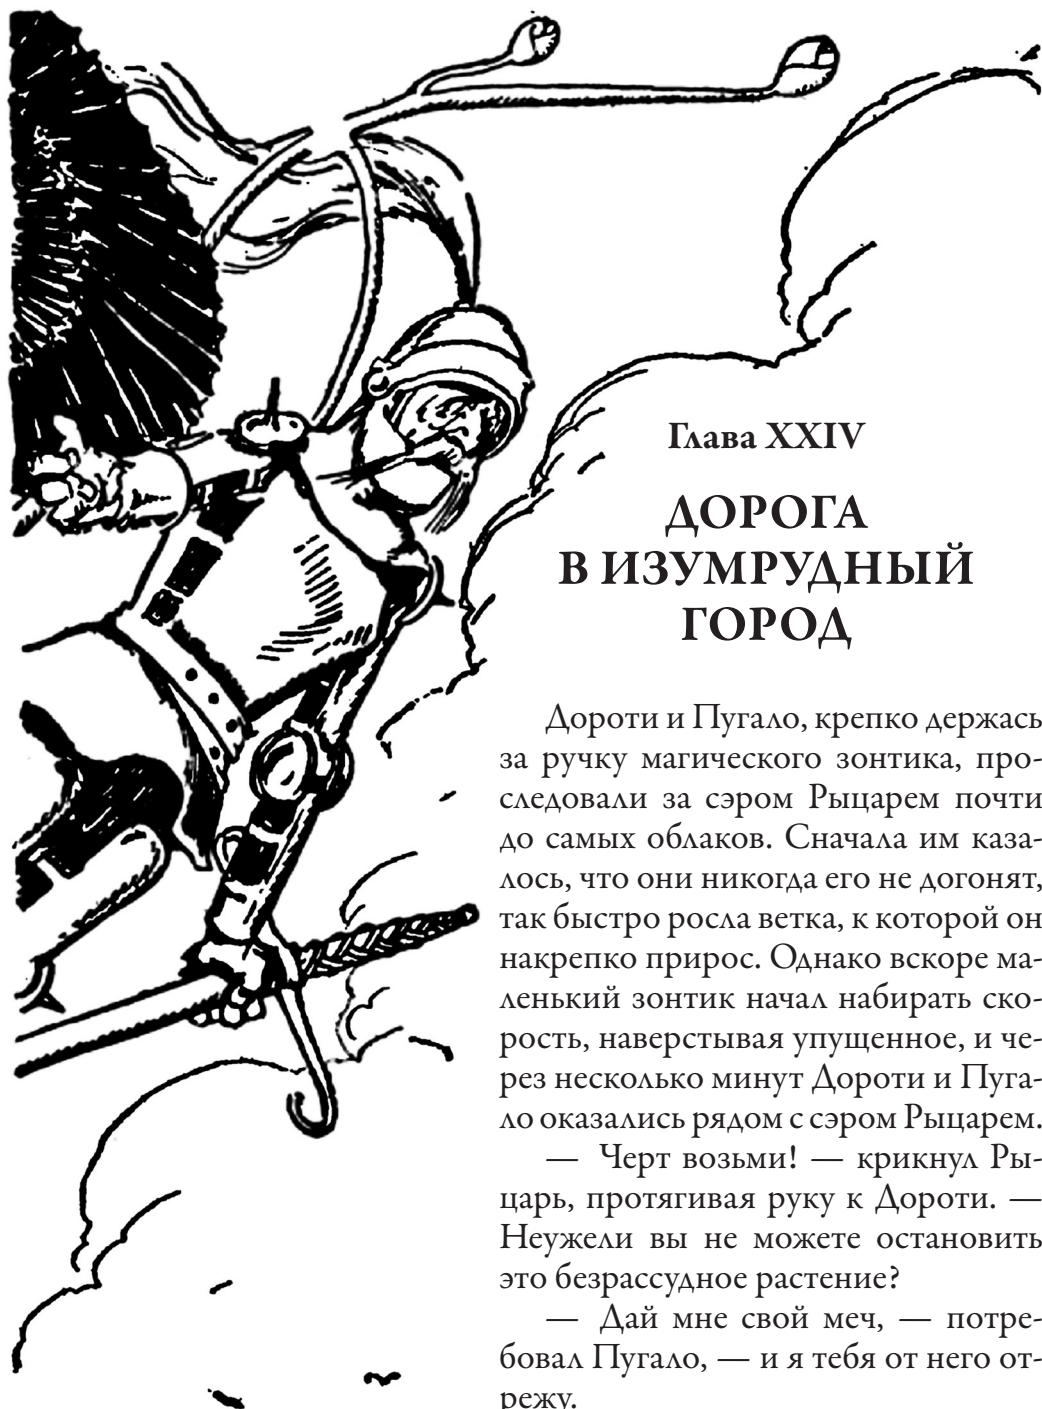 Глава XXIV
ДОРОГА
В ИЗУМРУДНЫЙ
ГОРОД
Дороти и Пугало, крепко держась
за ручку магического зонтика, про-
следовали за сэром Рыцарем почти
до самых облаков. Сначала им каза-
лось, что они никогда его не догонят,
так быстро росла ветка, к которой он
накрепко прирос. Однако вскоре ма-
ленький зонтик начал набирать ско-
рость, наверстывая упущенное, и че-
рез несколько минут Дороти и Пуга-
ло оказались рядом с сэром Рыцарем.
— Черт возьми! — крикнул Ры-
царь, протягивая руку к Дороти. —
Неужели вы не можете остановить
это безрассудное растение?
— Дай мне свой меч, — потре-
бовал Пугало, — и я тебя от него от-
режу.